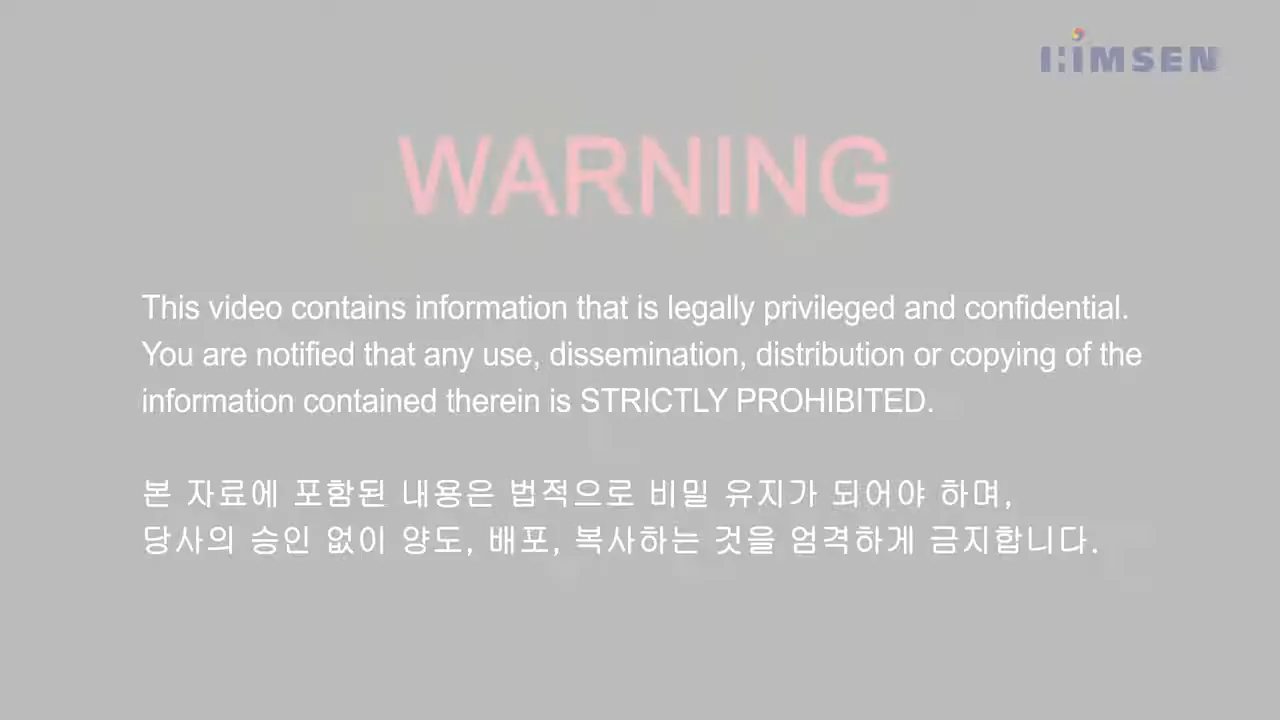 HiMSEN
WARNING
This video contains information that is legally privileged and confidential.
You are notified that any use, dissemination, distribution or copying of the
information contained therein is STRICTLY PROHIBITED.
본 자료에 포함된 내용은 법적으로 비밀 유지가 되어야 하며,
당사의 승인 없이 양도, 배포, 복사하는 것을 엄격하게 금지합니다.